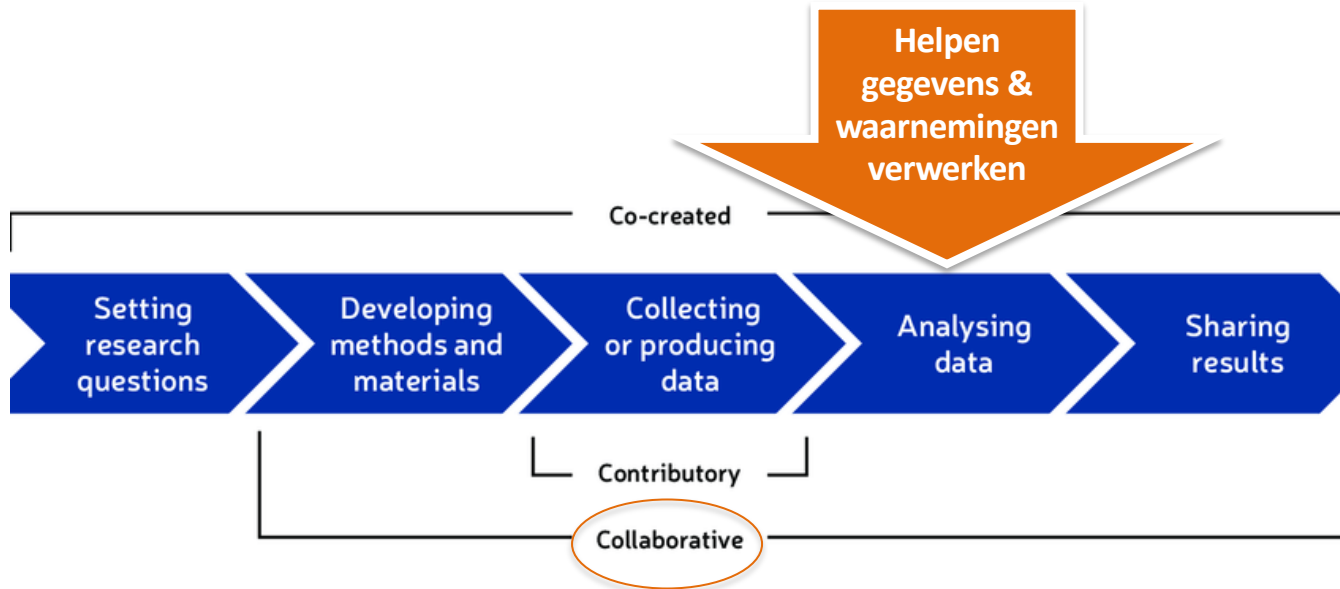 Helpen
gegevens &
waarnemingen
verwerken
Co-created
Setting
research
questions
Developing
methods and
materials
Collecting
or producing
data
Analysing
data
Sharing
results
Contributory
Collaborative